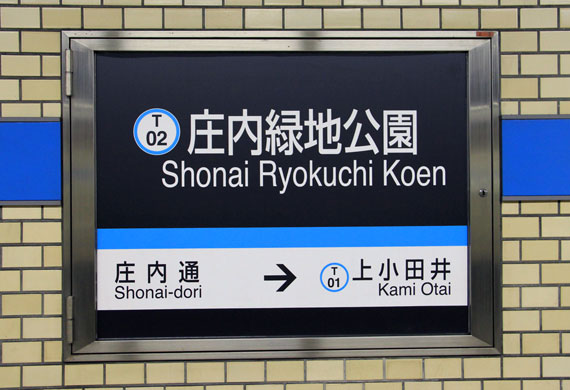 T
02
庄内緑地公園
Shonai Ryokuchi Koen
庄内通
Shonai-dori
→
T
01
上小田井
Kami Otai